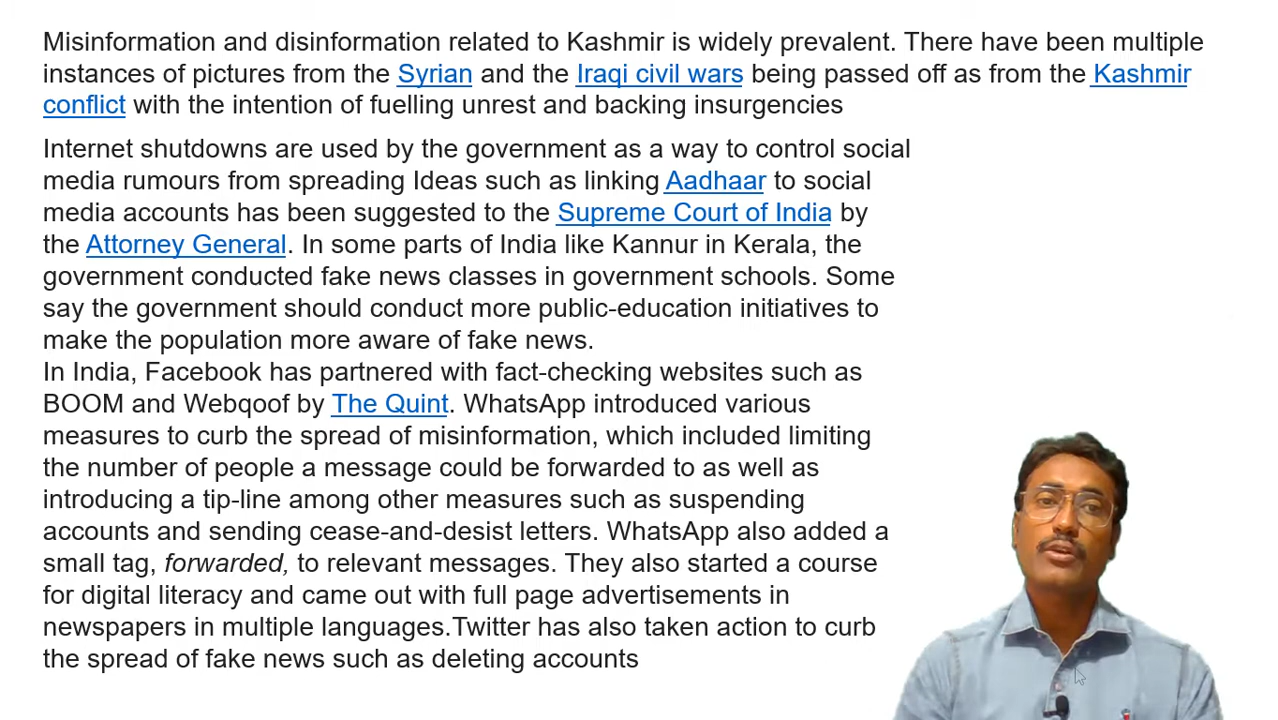 Misinformation and disinformation related to Kashmir is widely prevalent. There have been multiple
instances of pictures from the Syrian and the Iraqi civil wars being passed off as from the Kashmir
conflict with the intention of fuelling unrest and backing insurgencies
Internet shutdowns are used by the government as a way to control social
media rumours from spreading Ideas such as linking Aadhaar to social
media accounts has been suggested to the Supreme Court of India by
the Attorney General. In some parts of India like Kannur in Kerala, the
government conducted fake news classes in government schools. Some
say the government should conduct more public-education initiatives to
make the population more aware of fake news.
In India, Facebook has partnered with fact-checking websites such as
BOOM and Webqoof by The Quint. WhatsApp introduced various
measures to curb the spread of misinformation, which included limiting
the number of people a message could be forwarded to as well as
introducing a tip-line among other measures such as suspending
accounts and sending cease-and-desist letters. WhatsApp also added a
small tag, forwarded, to relevant messages. They also started a course
for digital literacy and came out with full page advertisements in
newspapers in multiple languages.Twitter has also taken action to curb
the spread of fake news such as deleting accounts